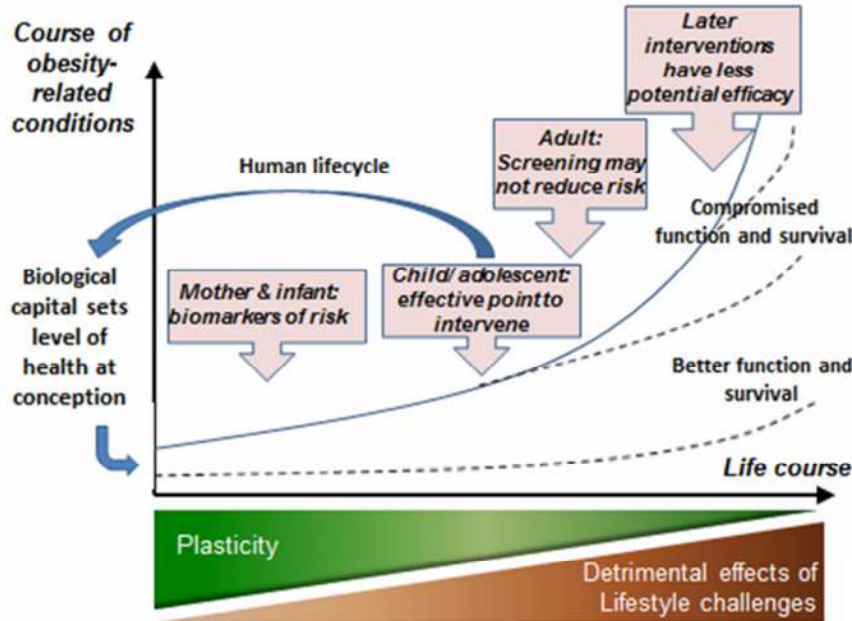 Course of
obesity-
related
conditions
Later
interventions
have less
potential efficacy
Adult:
Screening may
not reduce risk
Human lifecycle
Compromised
function and survival
Biological
capital sets
level of
health at
conception
Mother & infant:
biomarkers of risk
Child/adolescent:
effective point to
intervene
Better function and
survival
Life course
Plasticity
Detrimental effects of
Lifestyle challenges